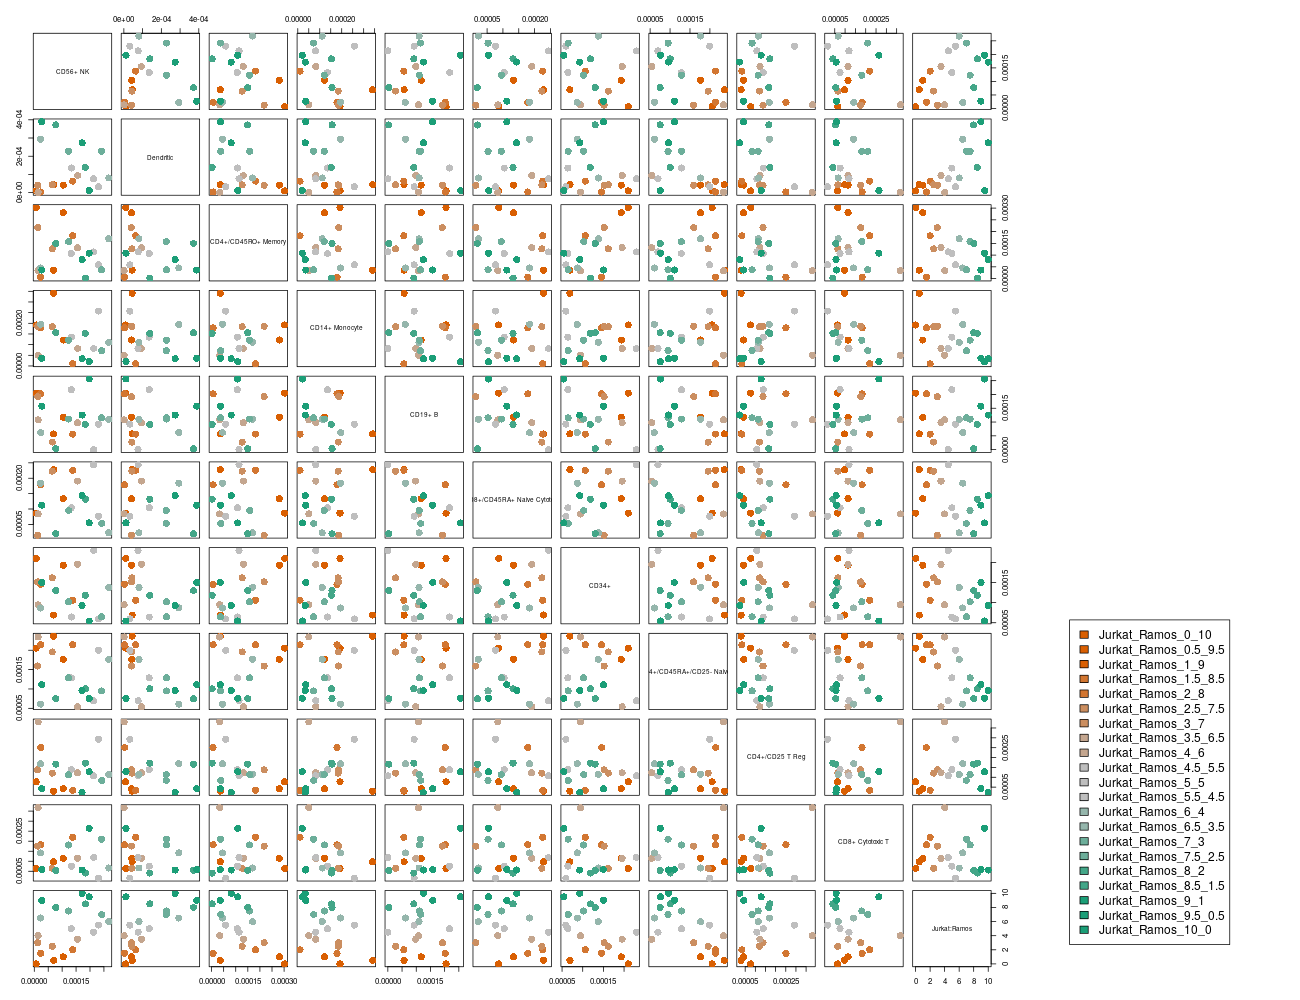 0e+00 2e-04 4e-04 0.00000 0.00020 0.00005 0.00020 0.00005 0.00015 0.00005 0.00025
CD56+ NK 0.00000 0.00015
0e+00 2e-04 4e-04 Dendritic
CD4+/CD45RO+ Memory 0.00000 0.00015 0.00030
0.00000 0.00020 CD14+ Monocyte
CD19+ B 0.00000 0.00015
0.00005 0.00020 8+/CD45RA+ Naive Cytot
CD34+ 0.00005 0.00015
0.00005 0.00015 4+/CD45RA+/CD25- Naiv
CD4+/CD25 T Reg 0.00005 0.00025
0.00005 0.00025 CD8+ Cytotoxic T
Jurkat:Ramos 0 2 4 6 8 10
0.00000 0.00015 0.00000 0.00015 0.00030 0.00000 0.00015 0.00005 0.00015 0.00005 0.00025 0 2 4 6 8 10
Jurkat_Ramos_0_10
Jurkat_Ramos_0.5_9.5
Jurkat_Ramos_1_9
Jurkat_Ramos_1.5_8.5
Jurkat_Ramos_2_8
Jurkat_Ramos_2.5_7.5
Jurkat_Ramos_3_7
Jurkat_Ramos_3.5_6.5
Jurkat_Ramos_4_6
Jurkat_Ramos_4.5_5.5
Jurkat_Ramos_5_5
Jurkat_Ramos_5.5_4.5
Jurkat_Ramos_6_4
Jurkat_Ramos_6.5_3.5
Jurkat_Ramos_7_3
Jurkat_Ramos_7.5_2.5
Jurkat_Ramos_8_2
Jurkat_Ramos_8.5_1.5
Jurkat_Ramos_9_1
Jurkat_Ramos_9.5_0.5
Jurkat_Ramos_10_0